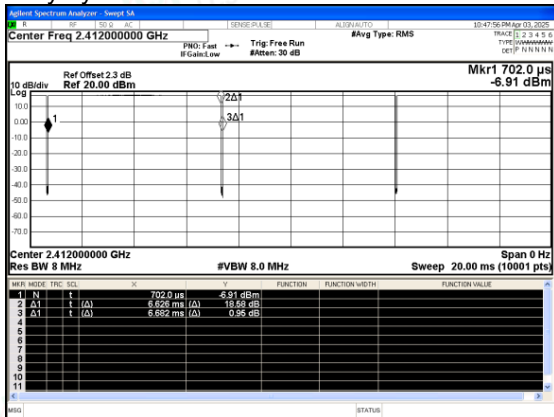 Agilent Spectrum Analyzer - Swept SA
R RF 50 Ω AC SENSE:PULSE ALIGN AUTO 10:47:56 PM Apr 03, 2025
Center Freq 2.412000000 GHz #Avg Type: RMS TRACE 1 2 3 4 5 6
PNO: Fast Trig: Free Run TYPE
IFGain:Low #Atten: 30 dB DET P N N N N N
Mkr1 702.0 µs
Ref Offset 2.3 dB
10 dB/div Ref 20.00 dBm -6.91 dBm
Log
10.0
0.00
-10.0
-20.0
-30.0
-40.0
-50.0
-60.0
-70.0
2Δ1
3Δ1
1
Center 2.412000000 GHz Span 0 Hz
Res BW 8 MHz #VBW 8.0 MHz Sweep 20.00 ms (10001 pts)
MKR MODE TRC SCL X Y FUNCTION FUNCTION WIDTH FUNCTION VALUE
1 N t 702.0 µs -6.91 dBm
2 Δ1 t (Δ) 6.626 ms (Δ) 18.58 dB
3 Δ1 t (Δ) 6.682 ms (Δ) 0.95 dB
4
5
6
7
8
9
10
11
MSG STATUS